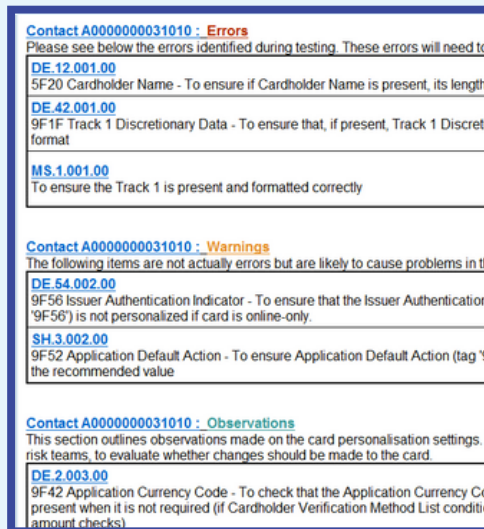 Contact A0000000031010 : Errors
Please see below the errors identified during testing. These errors will need to
DE.12.001.00
5F20 Cardholder Name - To ensure if Cardholder Name is present, its length
DE.42.001.00
9F1F Track 1 Discretionary Data - To ensure that, if present, Track 1 Discret
format
MS.1.001.00
To ensure the Track 1 is present and formatted correctly
Contact A0000000031010 : Warnings
The following items are not actually errors but are likely to cause problems in th
DE.54.002.00
9F56 Issuer Authentication Indicator - To ensure that the Issuer Authentication
'9F56') is not personalized if card is online-only.
SH.3.002.00
9F52 Application Default Action - To ensure Application Default Action (tag '9
the recommended value
Contact A0000000031010 : Observations
This section outlines observations made on the card personalisation settings.
risk teams, to evaluate whether changes should be made to the card.
DE.2.003.00
9F42 Application Currency Code - To check that the Application Currency Co
present when it is not required (if Cardholder Verification Method List conditi
amount checks)